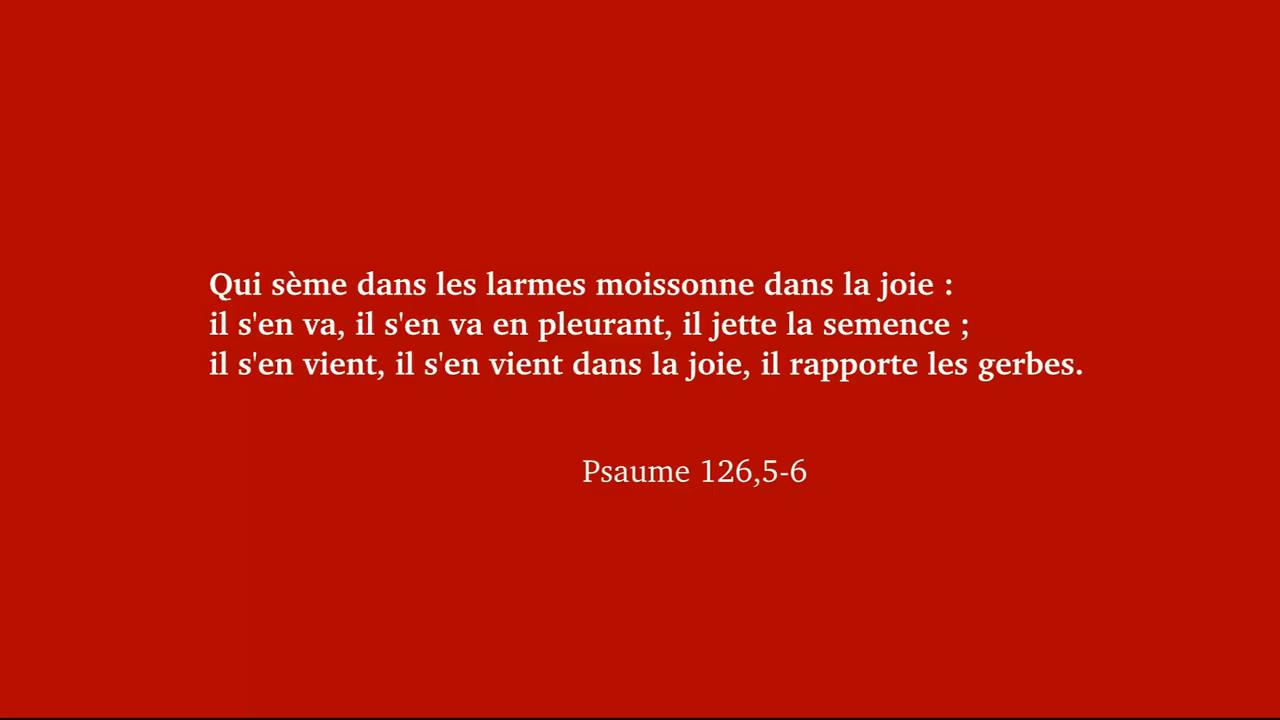 Qui sème dans les larmes moissonne dans la joie :
il s'en va, il s'en va en pleurant, il jette la semence ;
il s'en vient, il s'en vient dans la joie, il rapporte les gerbes.
Psaume 126,5-6